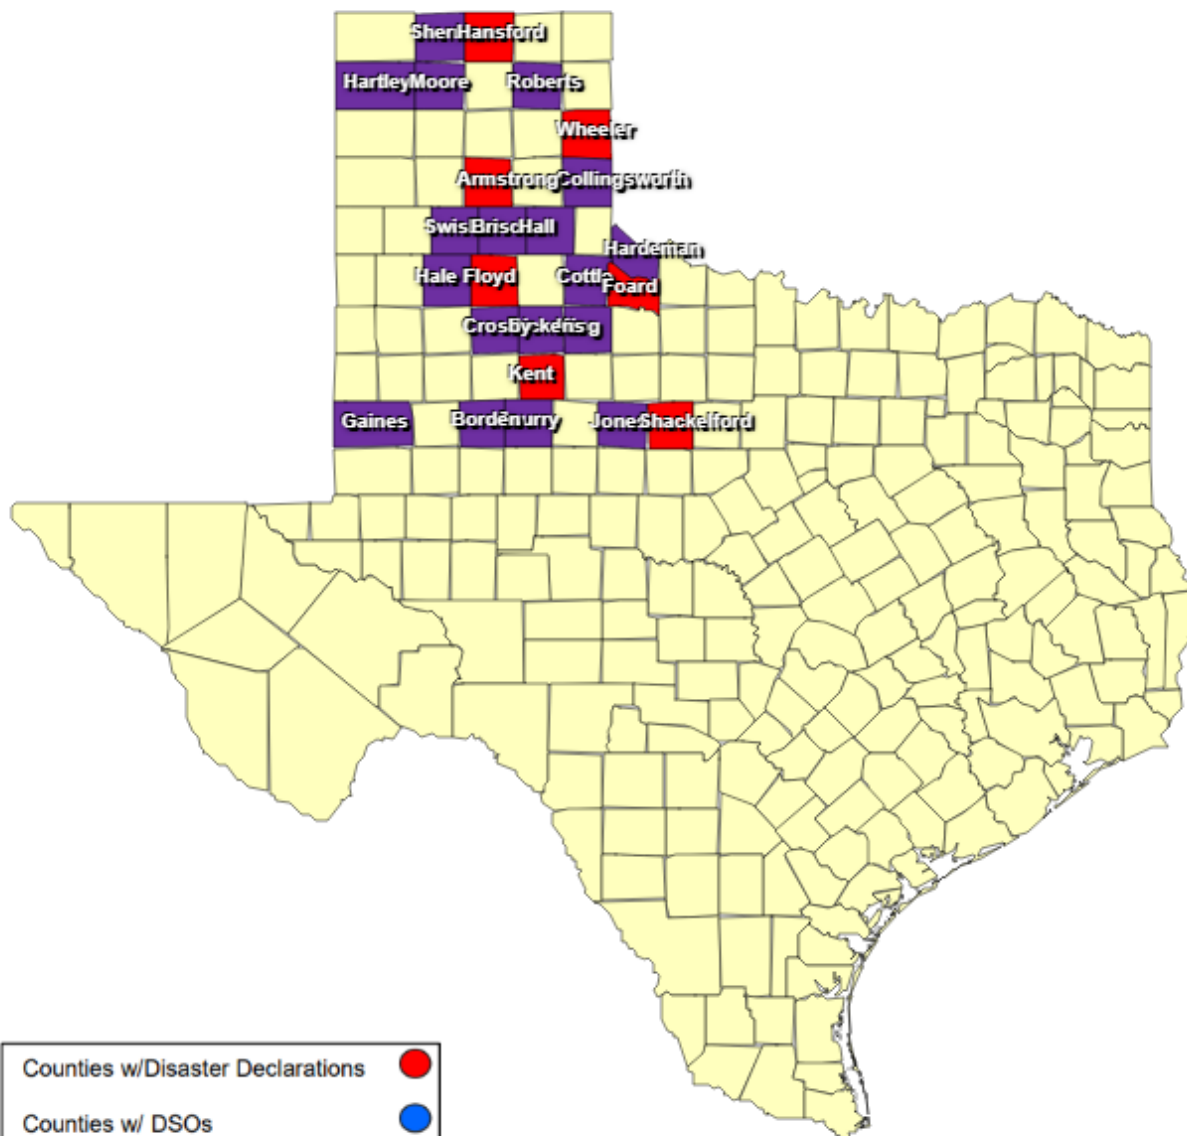 Hansford
Hartley Moore
Roberts
Wheeler
Armstrong
Collingsworth
Hall
Hardeman
Hale Floyd
Foard
Kent
Gaines
Shackelford
Counties w/Disaster Declarations
Counties w/ DSOs